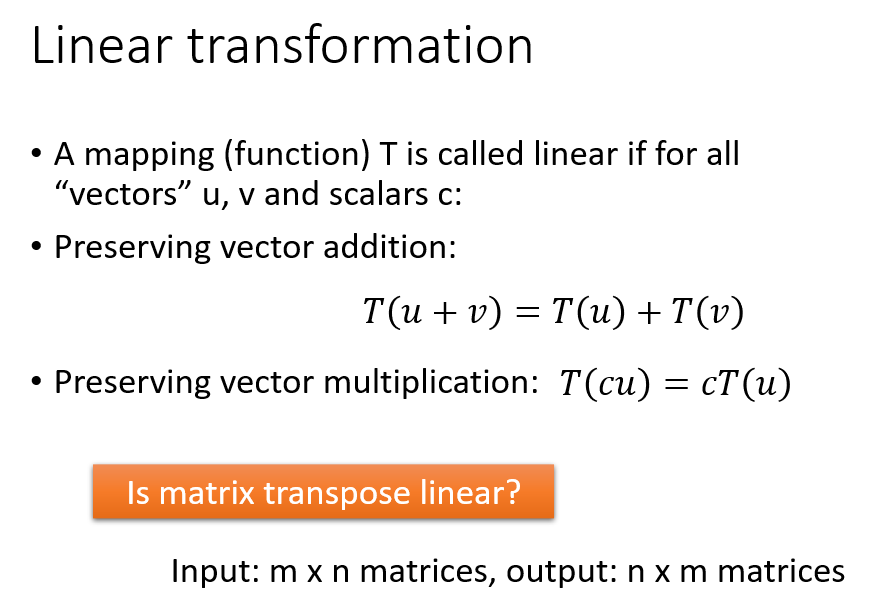 Linear transformation
• A mapping (function) T is called linear if for all
“vectors” u, v and scalars c:
• Preserving vector addition:
𝑇(𝑢 + 𝑣) = 𝑇(𝑢) + 𝑇(𝑣)
• Preserving vector multiplication: 𝑇(𝑐𝑢) = 𝑐𝑇(𝑢)
Is matrix transpose linear?
Input: m x n matrices, output: n x m matrices